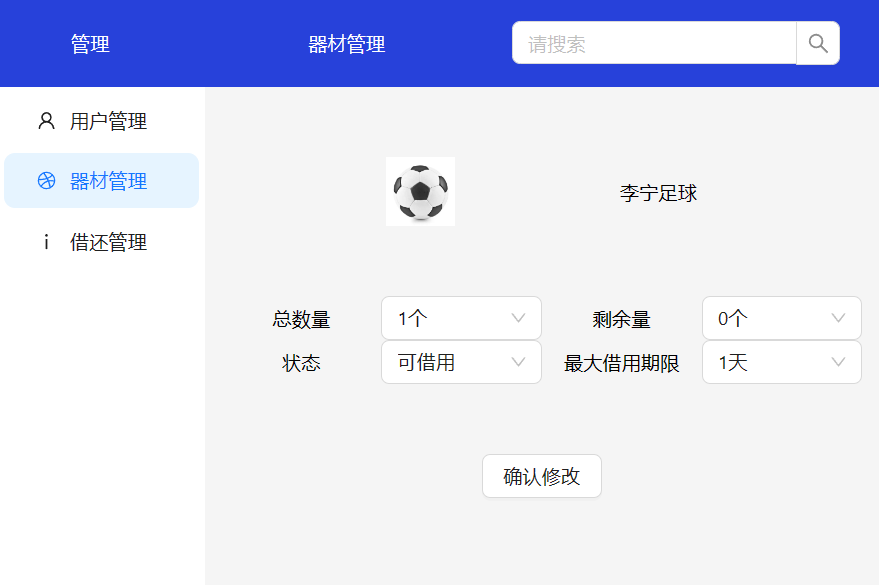 管理
器材管理
请搜索
用户管理
器材管理
借还管理
李宁足球
总数量 1个 剩余量 0个
状态 可借用 最大借用期限 1天
确认修改